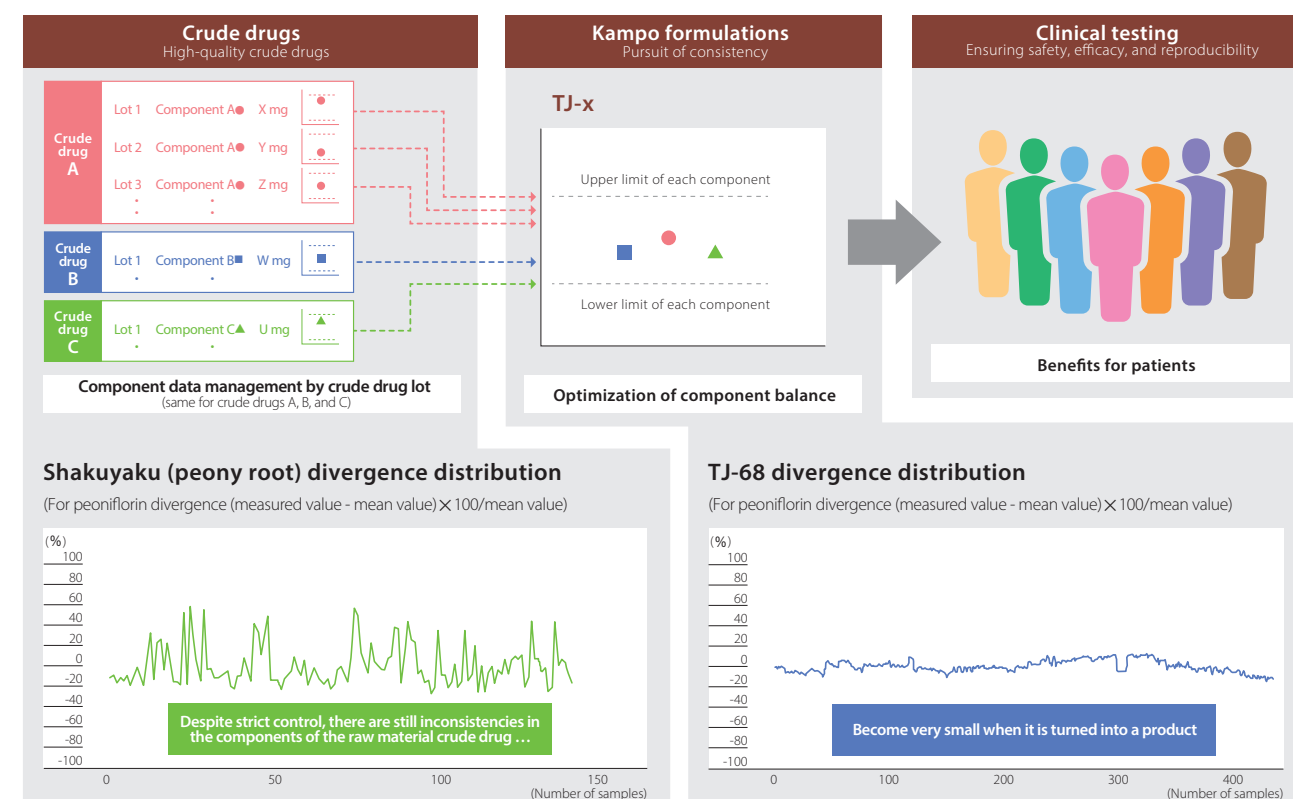 Crude drugs
High-quality crude drugs
Crude drug A
Lot 1 Component A● X mg
Lot 2 Component A● Y mg
Lot 3 Component A● Z mg
Crude drug B
Lot 1 Component B■ W mg
Crude drug C
Lot 1 Component C▲ U mg
Component data management by crude drug lot
(same for crude drugs A, B, and C)
Kampo formulations
Pursuit of consistency
TJ-x
Upper limit of each component
Lower limit of each component
Optimization of component balance
Clinical testing
Ensuring safety, efficacy, and reproducibility
Benefits for patients
Shakuyaku (peony root) divergence distribution
(For peoniflorin divergence (measured value - mean value)×100/mean value)
(%)
100
80
60
40
20
0
-20
-40
-60
-80
-100
Despite strict control, there are still inconsistencies in
the components of the raw material crude drug …
0 50 100 150
(Number of samples)
TJ-68 divergence distribution
(For peoniflorin divergence (measured value - mean value)×100/mean value)
(%)
100
80
60
40
20
0
-20
-40
-60
-80
-100
Become very small when it is turned into a product
0 100 200 300 400
(Number of samples)